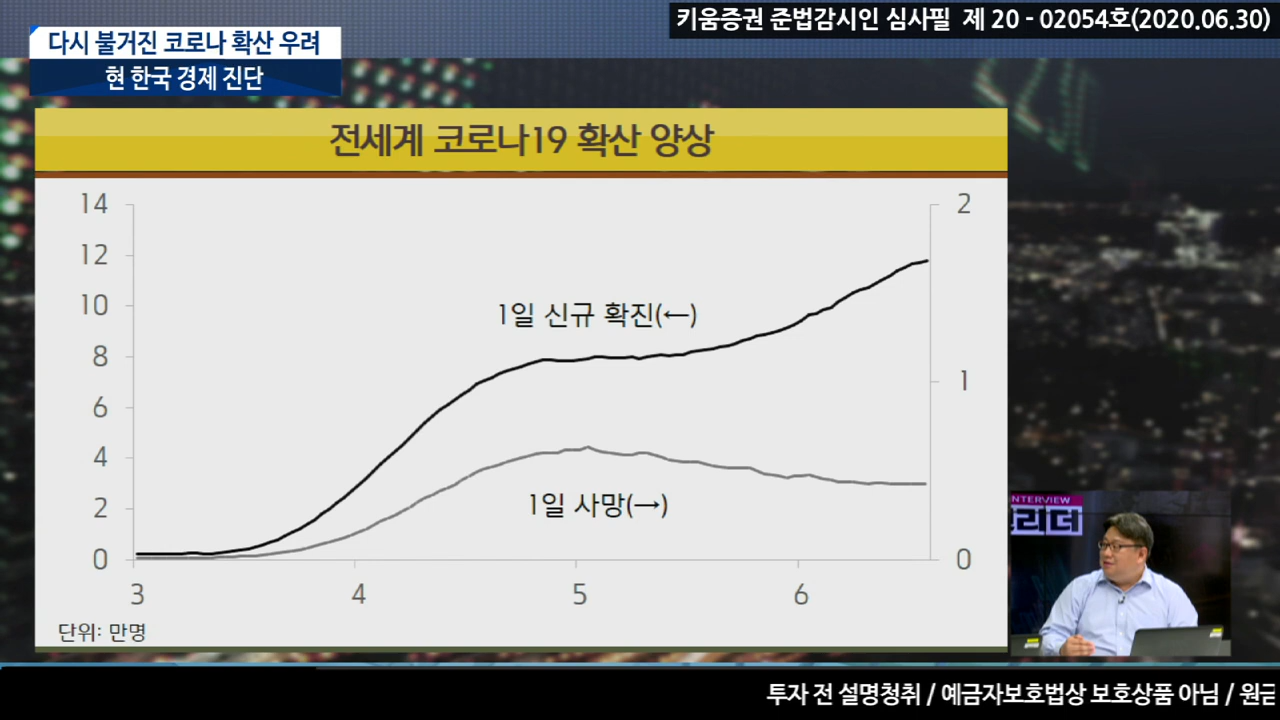 키움증권 준법감시인 심사필 제 20 - 02054호(2020.06.30)
다시 불거진 코로나 확산 우려
현 한국 경제 진단
전세계 코로나19 확산 양상
14
12
10
8
6
4
2
0
2
1
0
1일 신규 확진(←)
1일 사망(→)
3 4 5 6
단위: 만명
INTERVIEW
리더
투자 전 설명청취 / 예금자보호법상 보호상품 아님 / 원금